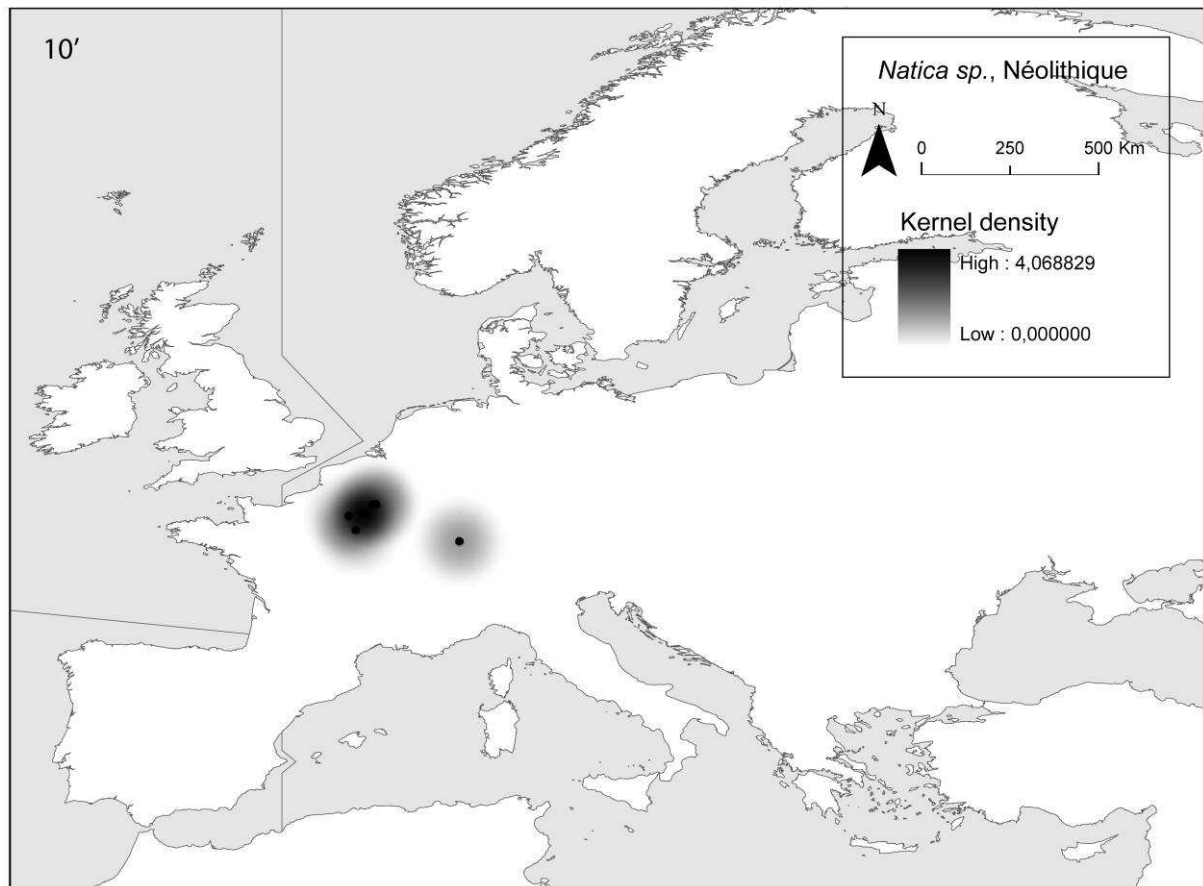 10’
Natica sp., Néolithique
N
0 250 500 Km
Kernel density
High : 4,068829
Low : 0,000000